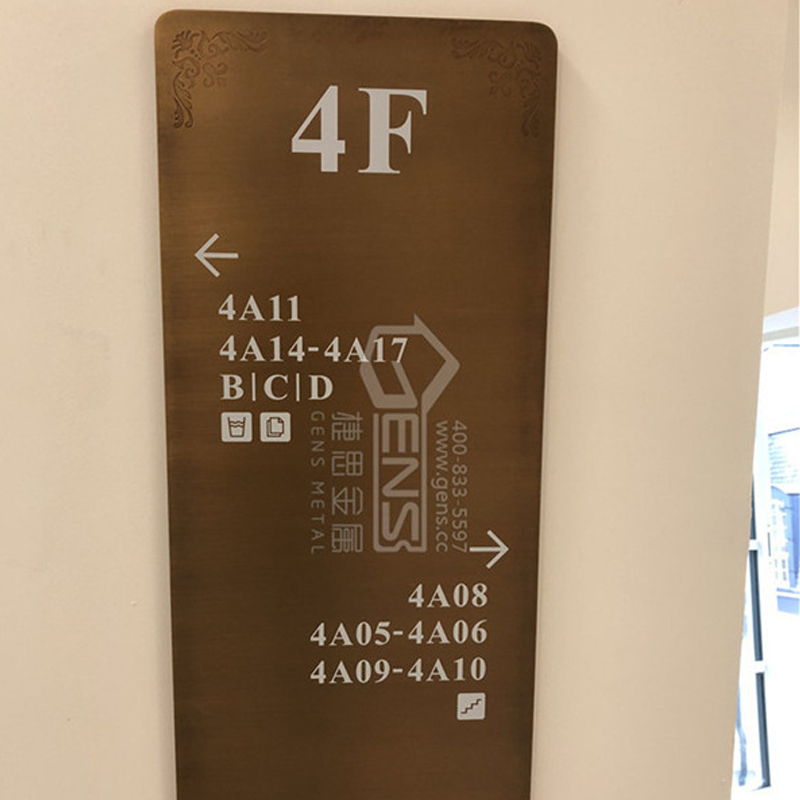 4F
4A11
4A14-4A17
B|C|D
4A08
4A05-4A06
4A09-4A10
GENS
捷思金属
GENS METAL
400-833-5597
www.gens.cc